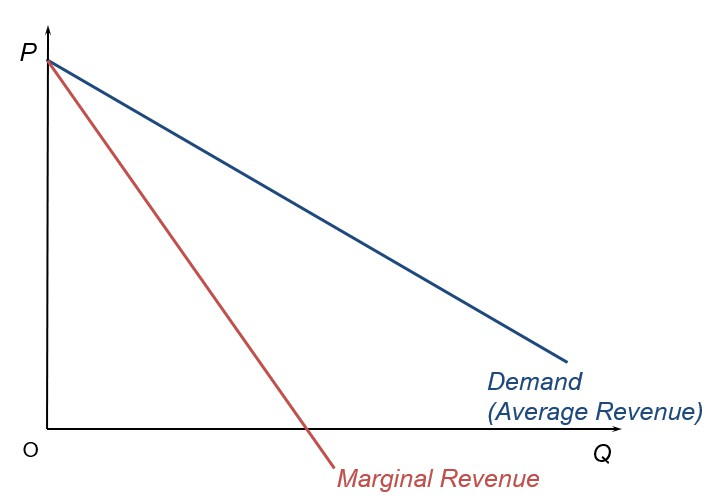 P
Demand
(Average Revenue)
O
Q
Marginal Revenue